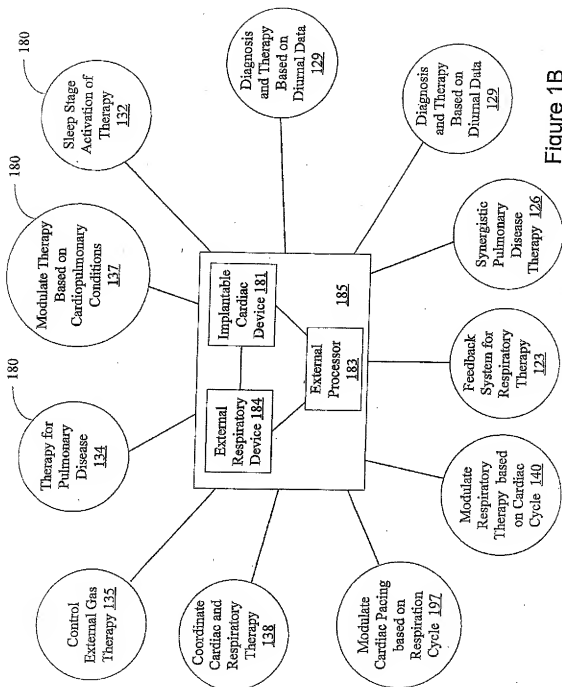 180
Sleep Stage
Activation of
Therapy
132
180
Modulate Therapy
Based on
Cardiopulmonary
Conditions
137
180
Therapy for
Pulmonary
Disease
134
Control
External Gas
Therapy 135
Diagnosis
and Therapy
Based on
Diurnal Data
129
Diagnosis
and Therapy
Based on
Diurnal Data
129
Implantable
Cardiac
Device 181
External
Respiratory
Device 184
External
Processor
183
185
Coordinate
Cardiac and
Respiratory
Therapy
138
Modulate
Cardiac Pacing
based on
Respiration
Cycle 197
Modulate
Respiratory
Therapy based
on Cardiac
Cycle 140
Feedback
System for
Respiratory
Therapy
123
Synergistic
Pulmonary
Disease
Therapy 126
Figure 1B